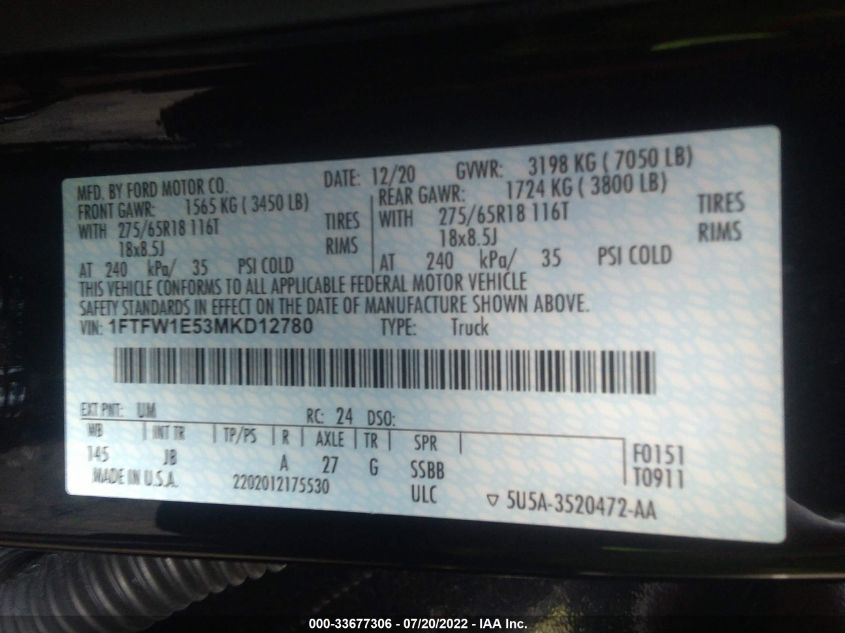 MFD. BY FORD MOTOR CO. DATE: 12/20 GVWR: 3198 KG ( 7050 LB)
FRONT GAWR: 1565 KG ( 3450 LB) REAR GAWR: 1724 KG ( 3800 LB)
WITH 275/65R18 116T TIRES WITH 275/65R18 116T TIRES
18x8.5J RIMS 18x8.5J RIMS
AT 240 kPa/ 35 PSI COLD AT 240 kPa/ 35 PSI COLD
THIS VEHICLE CONFORMS TO ALL APPLICABLE FEDERAL MOTOR VEHICLE
SAFETY STANDARDS IN EFFECT ON THE DATE OF MANUFACTURE SHOWN ABOVE.
VIN: 1FTFW1E53MKD12780 TYPE: Truck
EXT PNT: UM RC: 24 DSO:
WB INT TR TP/PS R AXLE TR SPR
145 JB A 27 G SSBB F0151
MADE IN U.S.A. 2202012175530 ULC T0911
▽ 5U5A-3520472-AA
000-33677306 - 07/20/2022 - IAA Inc.